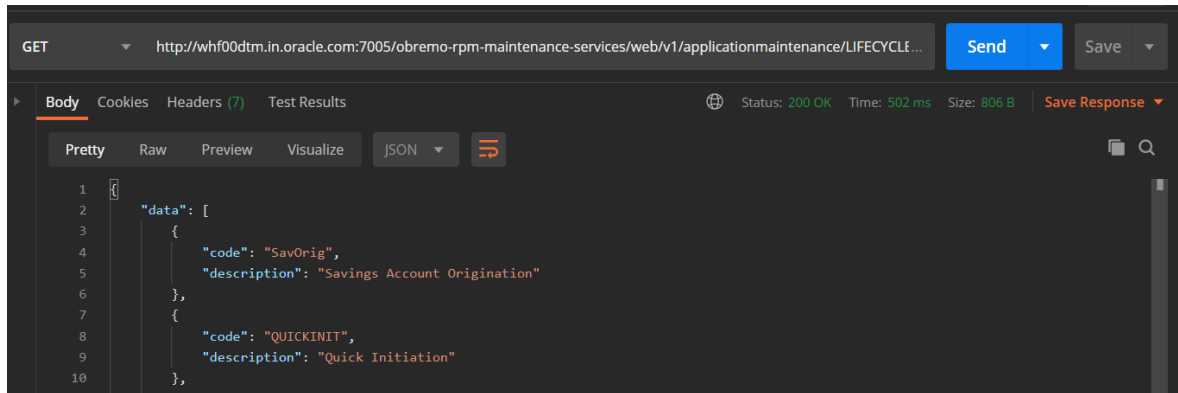 GET http://whf00dtm.in.oracle.com:7005/obremo-rpm-maintenance-services/web/v1/applicationmaintenance/LIFECYCLE... Send Save
Body Cookies Headers (7) Test Results Status: 200 OK Time: 502 ms Size: 806 B Save Response
Pretty Raw Preview Visualize JSON
1 {
2 "data": [
3 {
4 "code": "SavOrig",
5 "description": "Savings Account Origination"
6 },
7 {
8 "code": "QUICKINIT",
9 "description": "Quick Initiation"
10 },